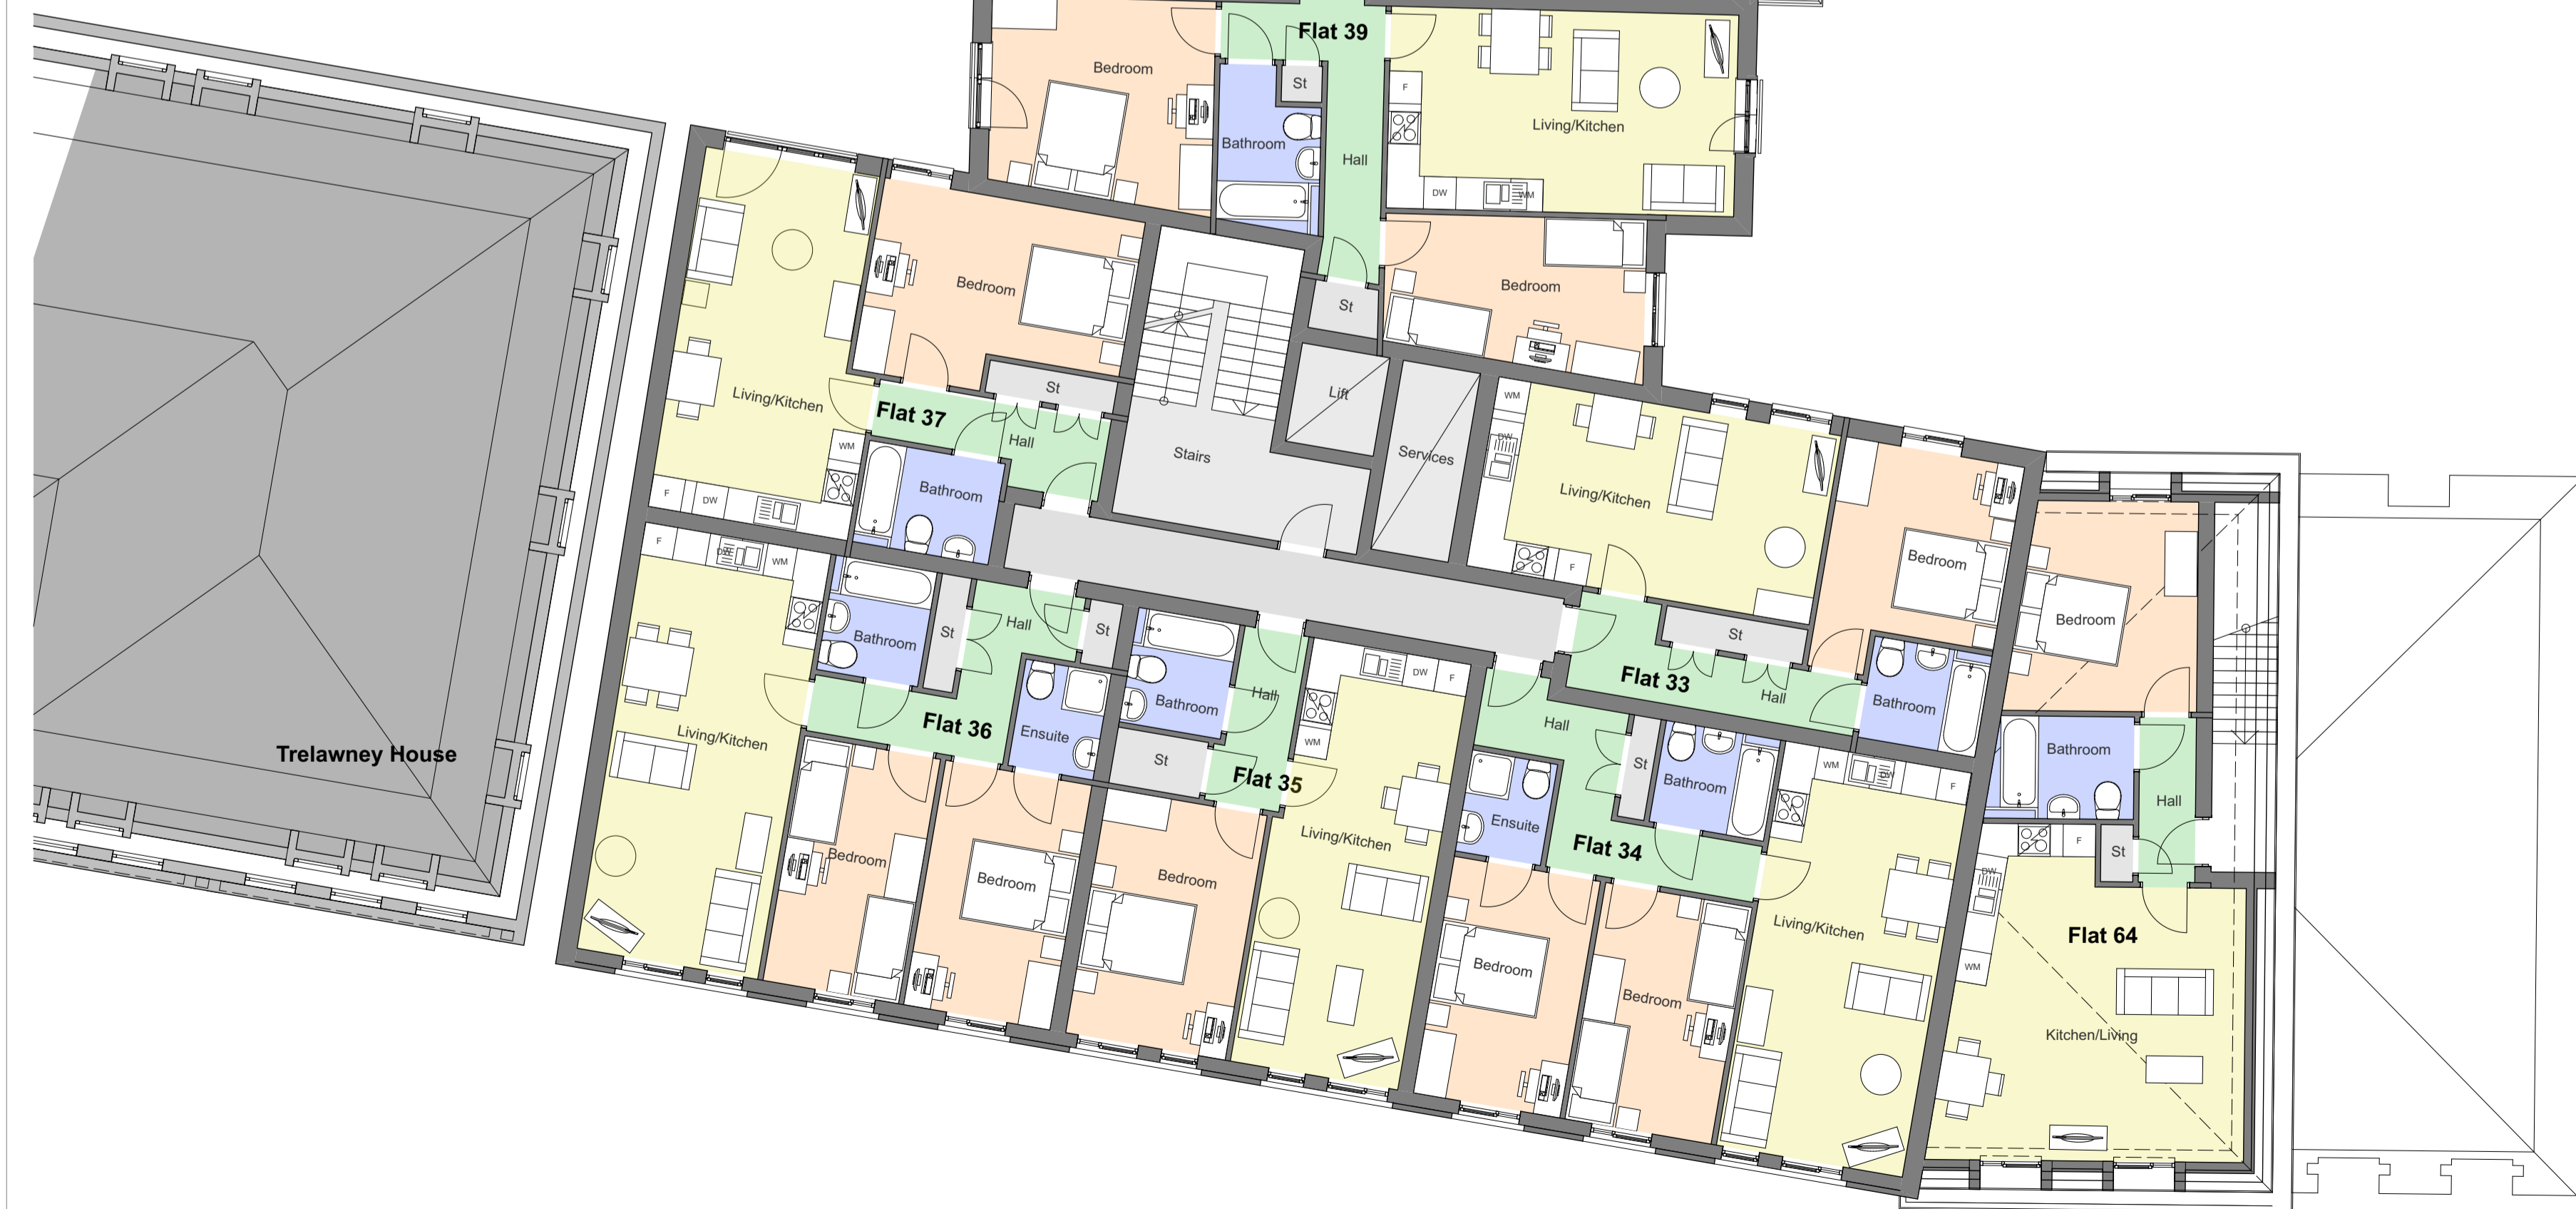 Flat 39
Bedroom
St
F
Bathroom
Living/Kitchen
Hall
DW
WM
Bedroom
Bedroom
St
Living/Kitchen
St
Lift
WM
Flat 37
Hall
DW
WM
Stairs
Services
Living/Kitchen
F
DW
Bathroom
F
F
DW
WM
Bedroom
Bedroom
Bathroom
St
Hall
St
St
Flat 33
Hall
Bathroom
Hall
Bathroom
DW
F
Flat 36
Ensuite
Living/Kitchen
WM
Hall
St
Bathroom
Bathroom
Trelawney House
St
Flat 35
WM
DW
F
Hall
Living/Kitchen
Ensuite
Flat 34
F
St
Bedroom
Bedroom
Bedroom
DW
Living/Kitchen
Flat 64
Bedroom
WM
Bedroom
Kitchen/Living